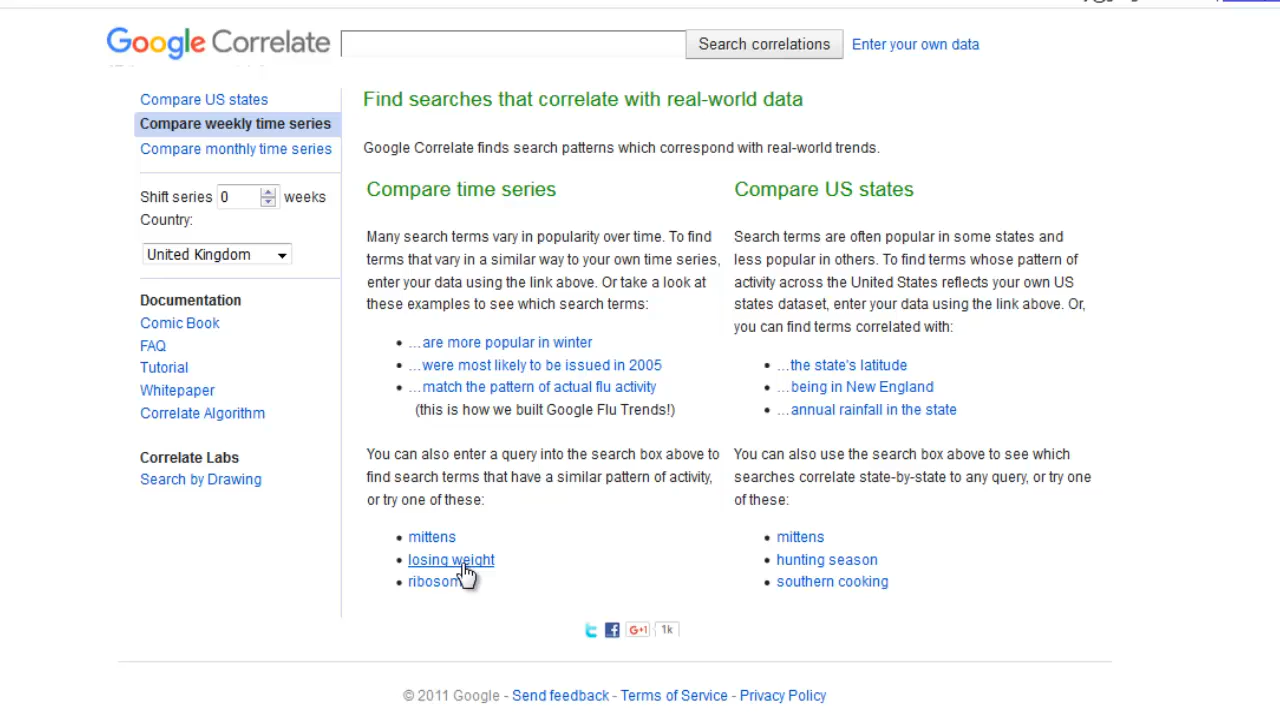 Google Correlate
Search correlations
Enter your own data
Compare US states
Compare weekly time series
Compare monthly time series
Shift series 0 weeks
Country:
United Kingdom
Documentation
Comic Book
FAQ
Tutorial
Whitepaper
Correlate Algorithm
Correlate Labs
Search by Drawing
Find searches that correlate with real-world data
Google Correlate finds search patterns which correspond with real-world trends.
Compare time series
Many search terms vary in popularity over time. To find
terms that vary in a similar way to your own time series,
enter your data using the link above. Or take a look at
these examples to see which search terms:
...are more popular in winter
...were most likely to be issued in 2005
...match the pattern of actual flu activity
(this is how we built Google Flu Trends!)
You can also enter a query into the search box above to
find search terms that have a similar pattern of activity,
or try one of these:
mittens
losing weight
Compare US states
Search terms are often popular in some states and
less popular in others. To find terms whose pattern of
activity across the United States reflects your own US
states dataset, enter your data using the link above. Or,
you can find terms correlated with:
...the state's latitude
...being in New England
...annual rainfall in the state
You can also use the search box above to see which
searches correlate state-by-state to any query, or try one
of these:
mittens
hunting season
southern cooking
G+1 1k
© 2011 Google - Send feedback - Terms of Service - Privacy Policy